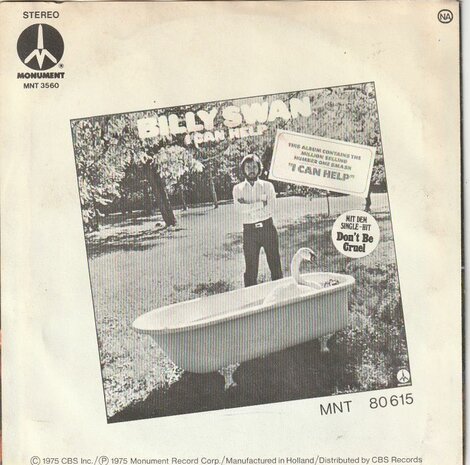 STEREO
NA
MONUMENT
®
MNT 3560
BILLY SWAN
I CAN HELP
THIS ALBUM CONTAINS THE
MILLION SELLING
NUMBER ONE SMASH
"I CAN HELP"
MIT DEM
SINGLE-HIT
Don't Be
Cruel
MNT 80615
Ⓒ 1975 CBS Inc./Ⓟ 1975 Monument Record Corp./Manufactured in Holland/Distributed by CBS Records